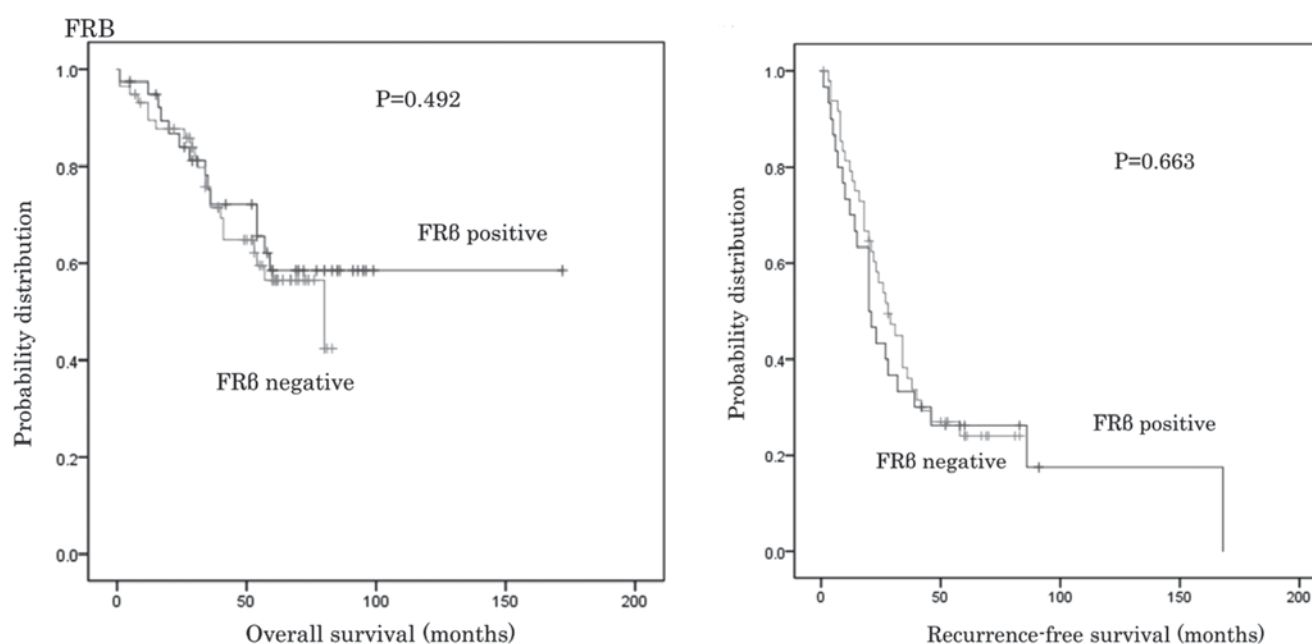 FRB
1.0
0.8
0.6
0.4
0.2
0.0
Probability distribution
P=0.492
FRβ positive
FRβ negative
0 50 100 150 200
Overall survival (months)
1.0
0.8
0.6
0.4
0.2
0.0
Probability distribution
P=0.663
FRβ positive
FRβ negative
0 50 100 150 200
Recurrence-free survival (months)